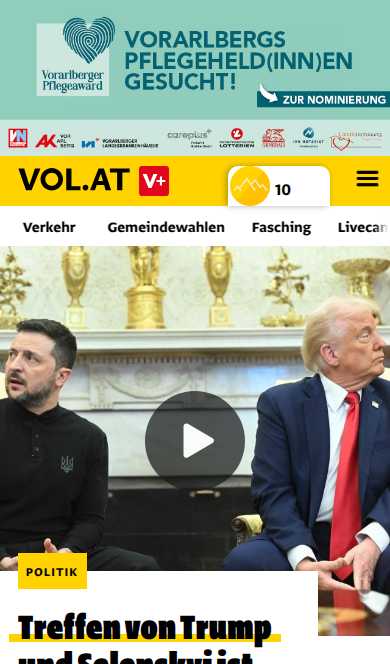 VORARLBERGS
PFLEGEHELD(INN)EN
GESUCHT!
Vorarlberger
Pflegeaward
ZUR NOMINIERUNG
VN
AK VORARLBERG
VORARLBERGER
LANDESKRANKENHÄUSER
careplus+
LOTTERIEN
VOL.AT V+
10
Verkehr Gemeindewahlen Fasching Livecam
POLITIK
Treffen von Trump
und Selenskyj ist